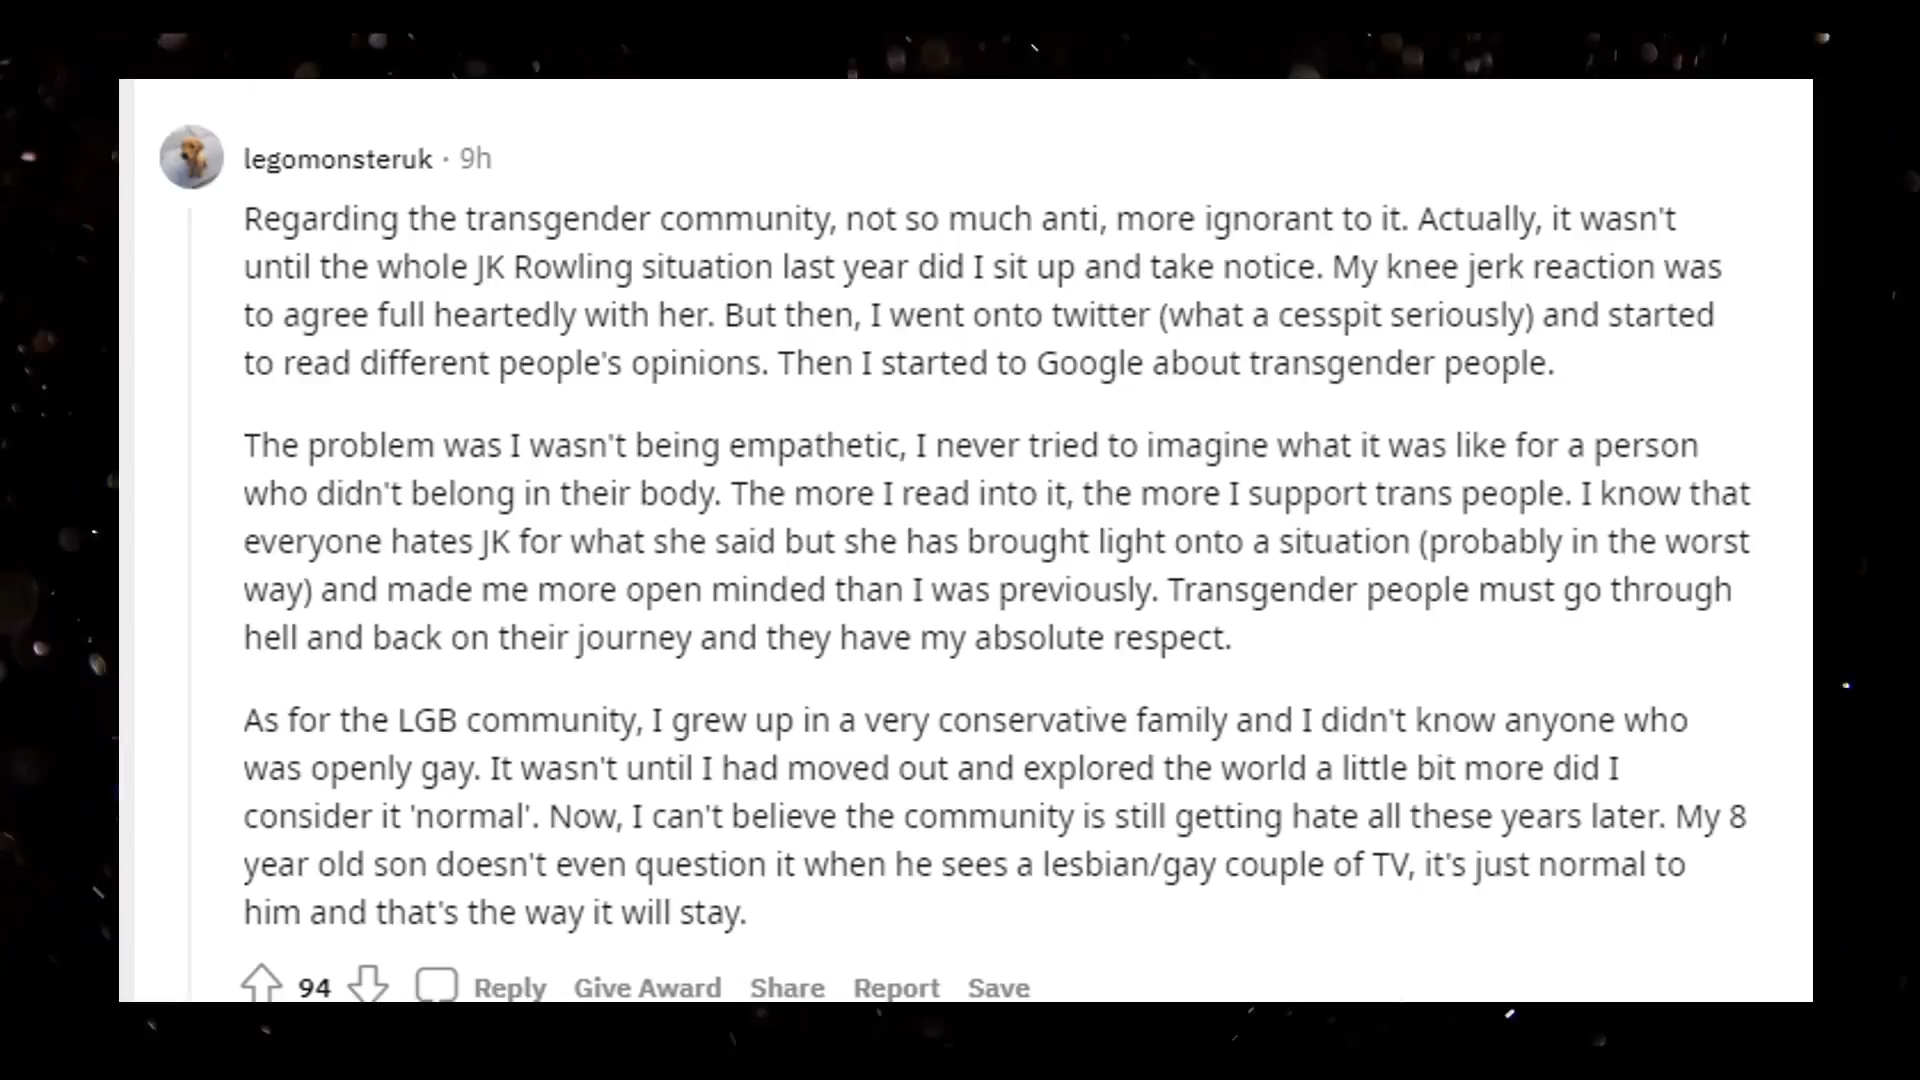 legomonsteruk · 9h
Regarding the transgender community, not so much anti, more ignorant to it. Actually, it wasn't
until the whole JK Rowling situation last year did I sit up and take notice. My knee jerk reaction was
to agree full heartedly with her. But then, I went onto twitter (what a cesspit seriously) and started
to read different people's opinions. Then I started to Google about transgender people.
The problem was I wasn't being empathetic, I never tried to imagine what it was like for a person
who didn't belong in their body. The more I read into it, the more I support trans people. I know that
everyone hates JK for what she said but she has brought light onto a situation (probably in the worst
way) and made me more open minded than I was previously. Transgender people must go through
hell and back on their journey and they have my absolute respect.
As for the LGB community, I grew up in a very conservative family and I didn't know anyone who
was openly gay. It wasn't until I had moved out and explored the world a little bit more did I
consider it 'normal'. Now, I can't believe the community is still getting hate all these years later. My 8
year old son doesn't even question it when he sees a lesbian/gay couple of TV, it's just normal to
him and that's the way it will stay.
94 Reply Give Award Share Report Save